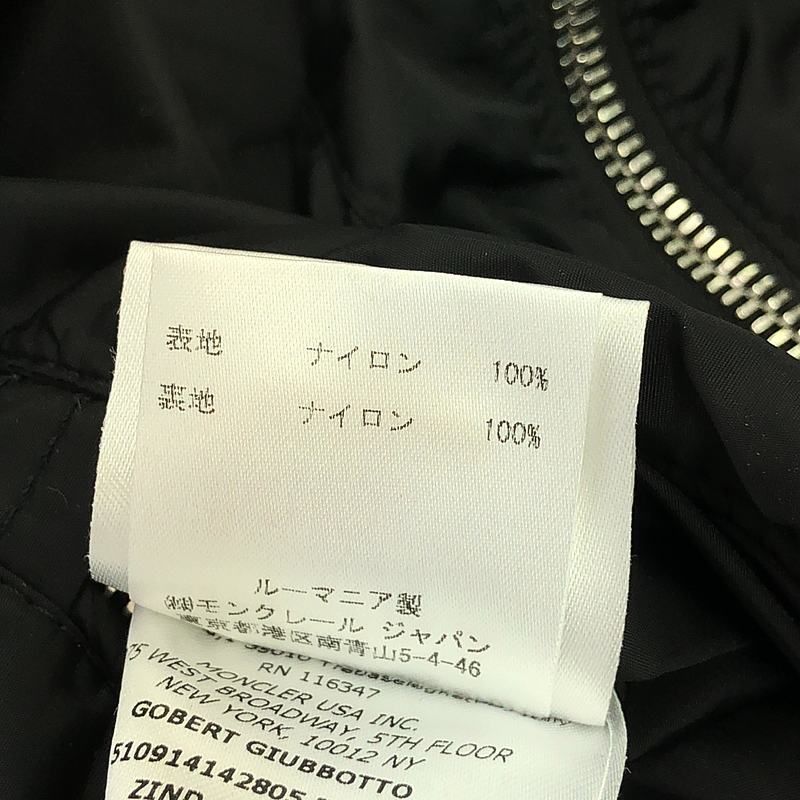 表地 ナイロン 100%
裏地 ナイロン 100%
ルーマニア製
㈱モンクレール ジャパン
東京都港区南青山5-4-46
RN 116347
MONCLER USA INC.
75 WEST BROADWAY, 5TH FLOOR
NEW YORK, 10012 NY
GOBERT GIUBBOTTO
510914142805
ZIND